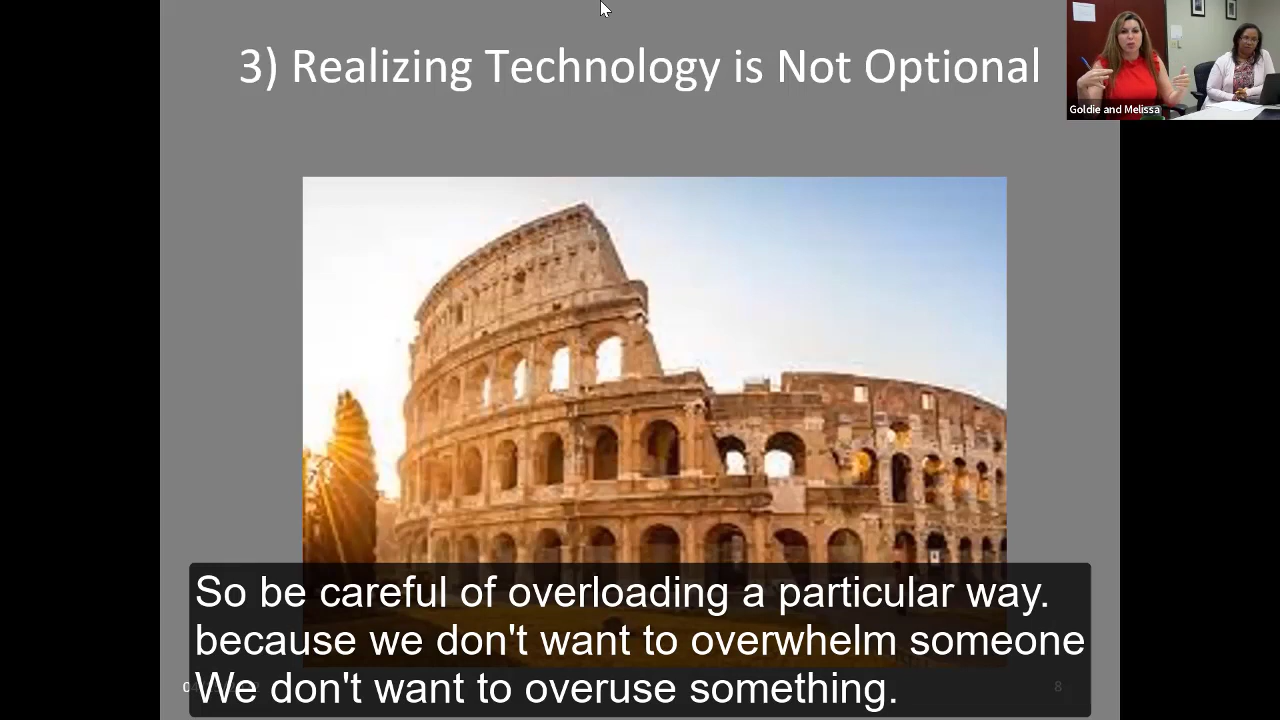 3) Realizing Technology is Not Optional
Goldie and Melissa
So be careful of overloading a particular way.
because we don't want to overwhelm someone
We don't want to overuse something.
8